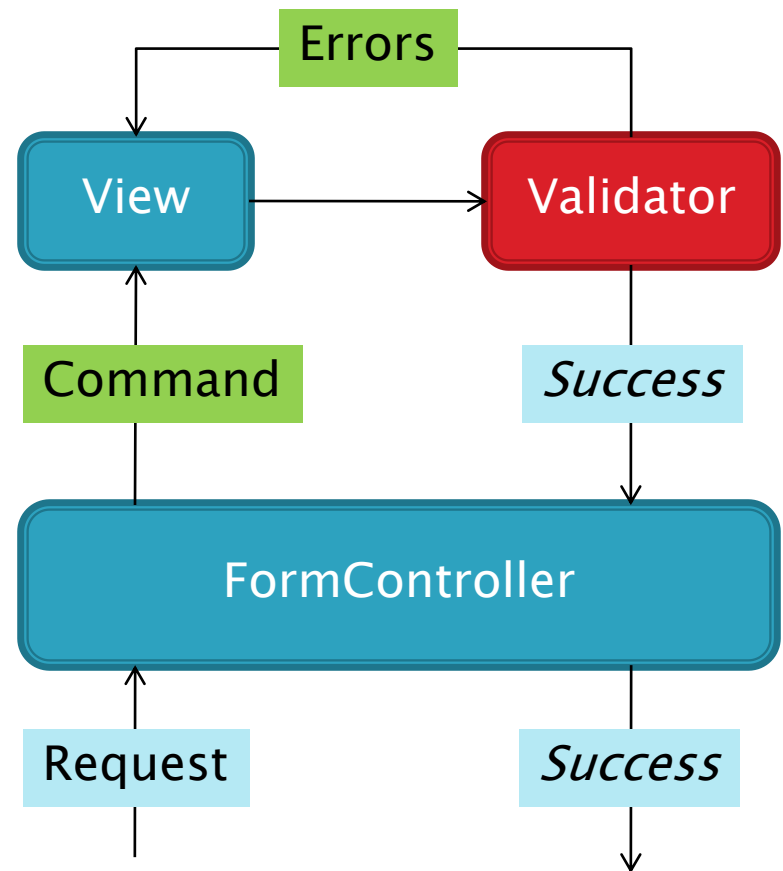 Errors
View
Validator
Command
Success
FormController
Request
Success